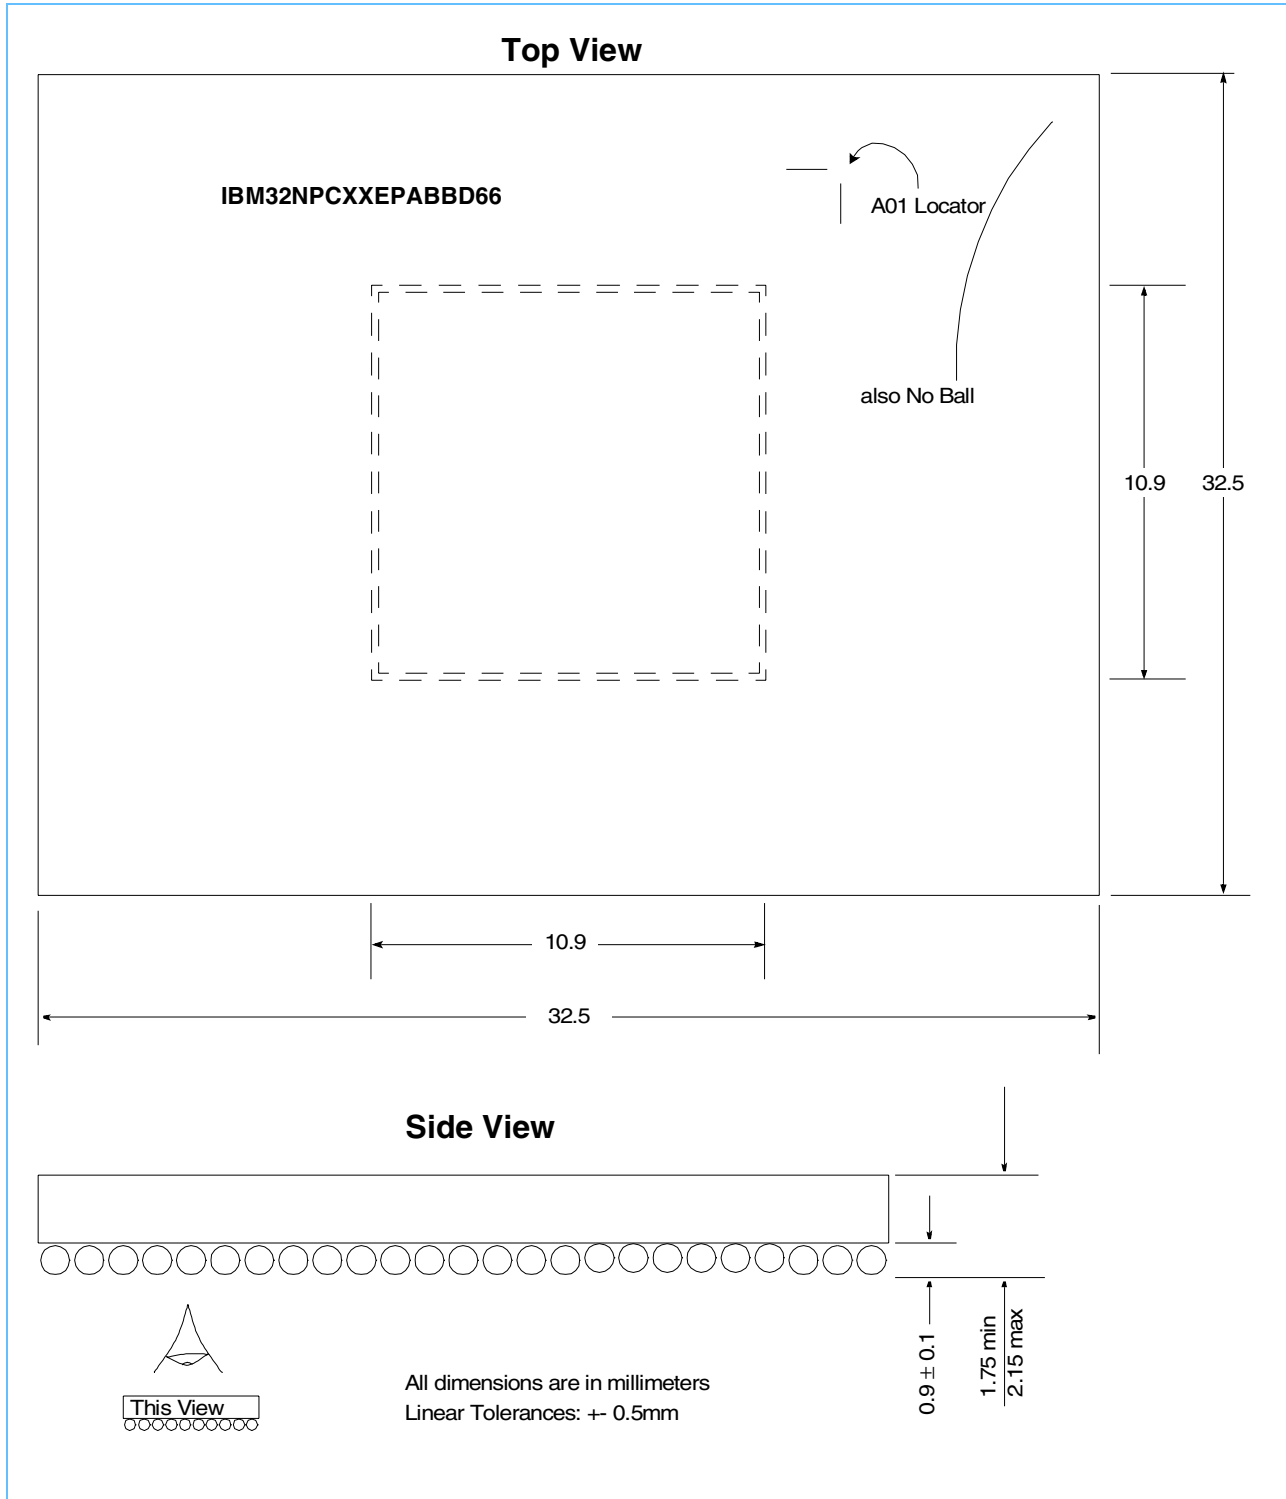 Top View
IBM32NPCXXEPABBD66
A01 Locator
also No Ball
10.9
32.5
10.9
32.5
Side View
0.9 ± 0.1
1.75 min
2.15 max
This View
All dimensions are in millimeters
Linear Tolerances: +- 0.5mm